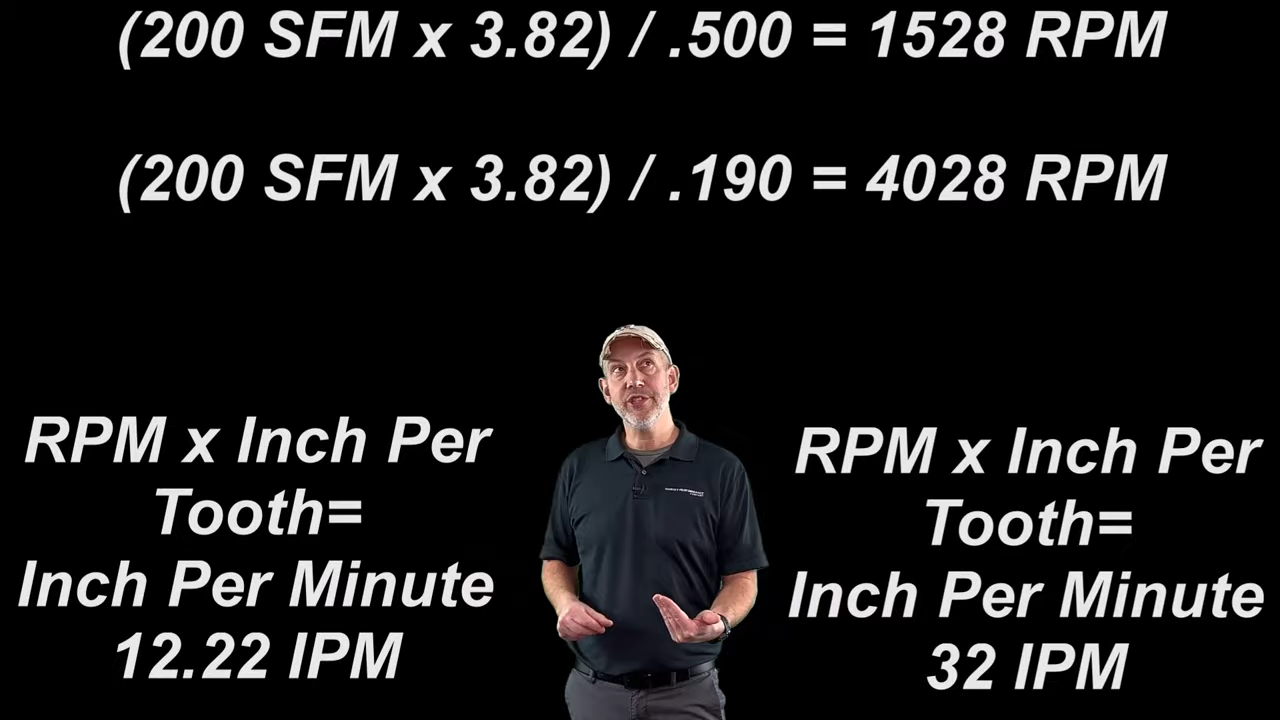 (200 SFM x 3.82) / .500 = 1528 RPM
(200 SFM x 3.82) / .190 = 4028 RPM
RPM x Inch Per
Tooth=
Inch Per Minute
12.22 IPM
RPM x Inch Per
Tooth=
Inch Per Minute
32 IPM